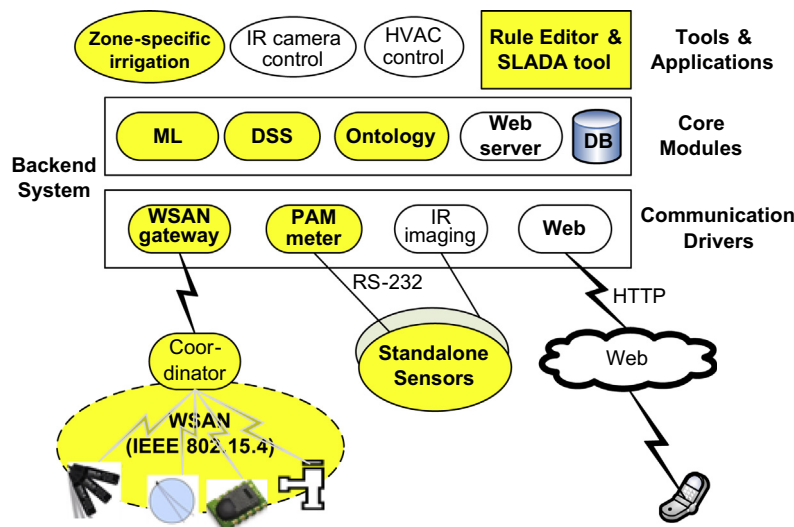 Zone-specific
irrigation
IR camera
control
HVAC
control
Rule Editor &
SLADA tool
Tools &
Applications
ML
DSS
Ontology
Web
server
DB
Core
Modules
Backend
System
WSAN
gateway
PAM
meter
IR
imaging
Web
Communication
Drivers
RS-232
HTTP
Coor-
dinator
Standalone
Sensors
Web
WSAN
(IEEE 802.15.4)